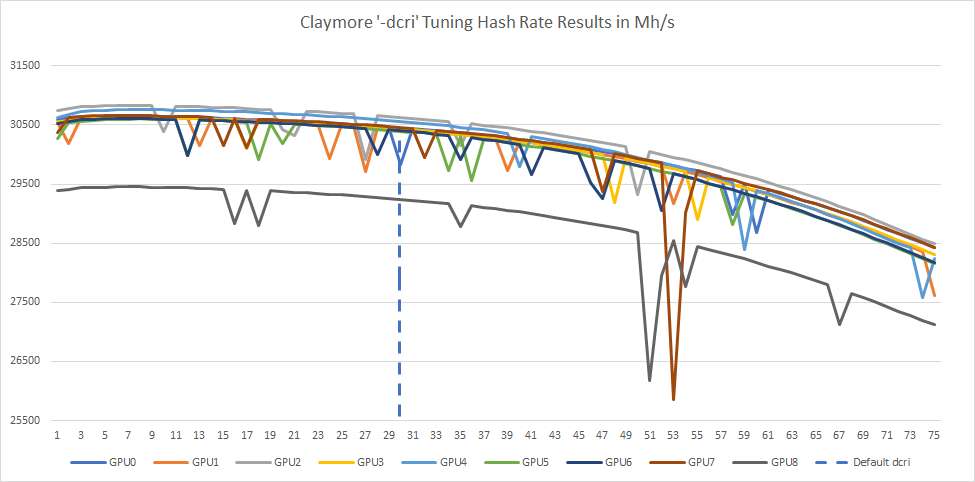 Claymore '-dcri' Tuning Hash Rate Results in Mh/s
31500
30500
29500
28500
27500
26500
25500
1 3 5 7 9 11 13 15 17 19 21 23 25 27 29 31 33 35 37 39 41 43 45 47 49 51 53 55 57 59 61 63 65 67 69 71 73 75
GPU0 GPU1 GPU2 GPU3 GPU4 GPU5 GPU6 GPU7 GPU8 Default dcri